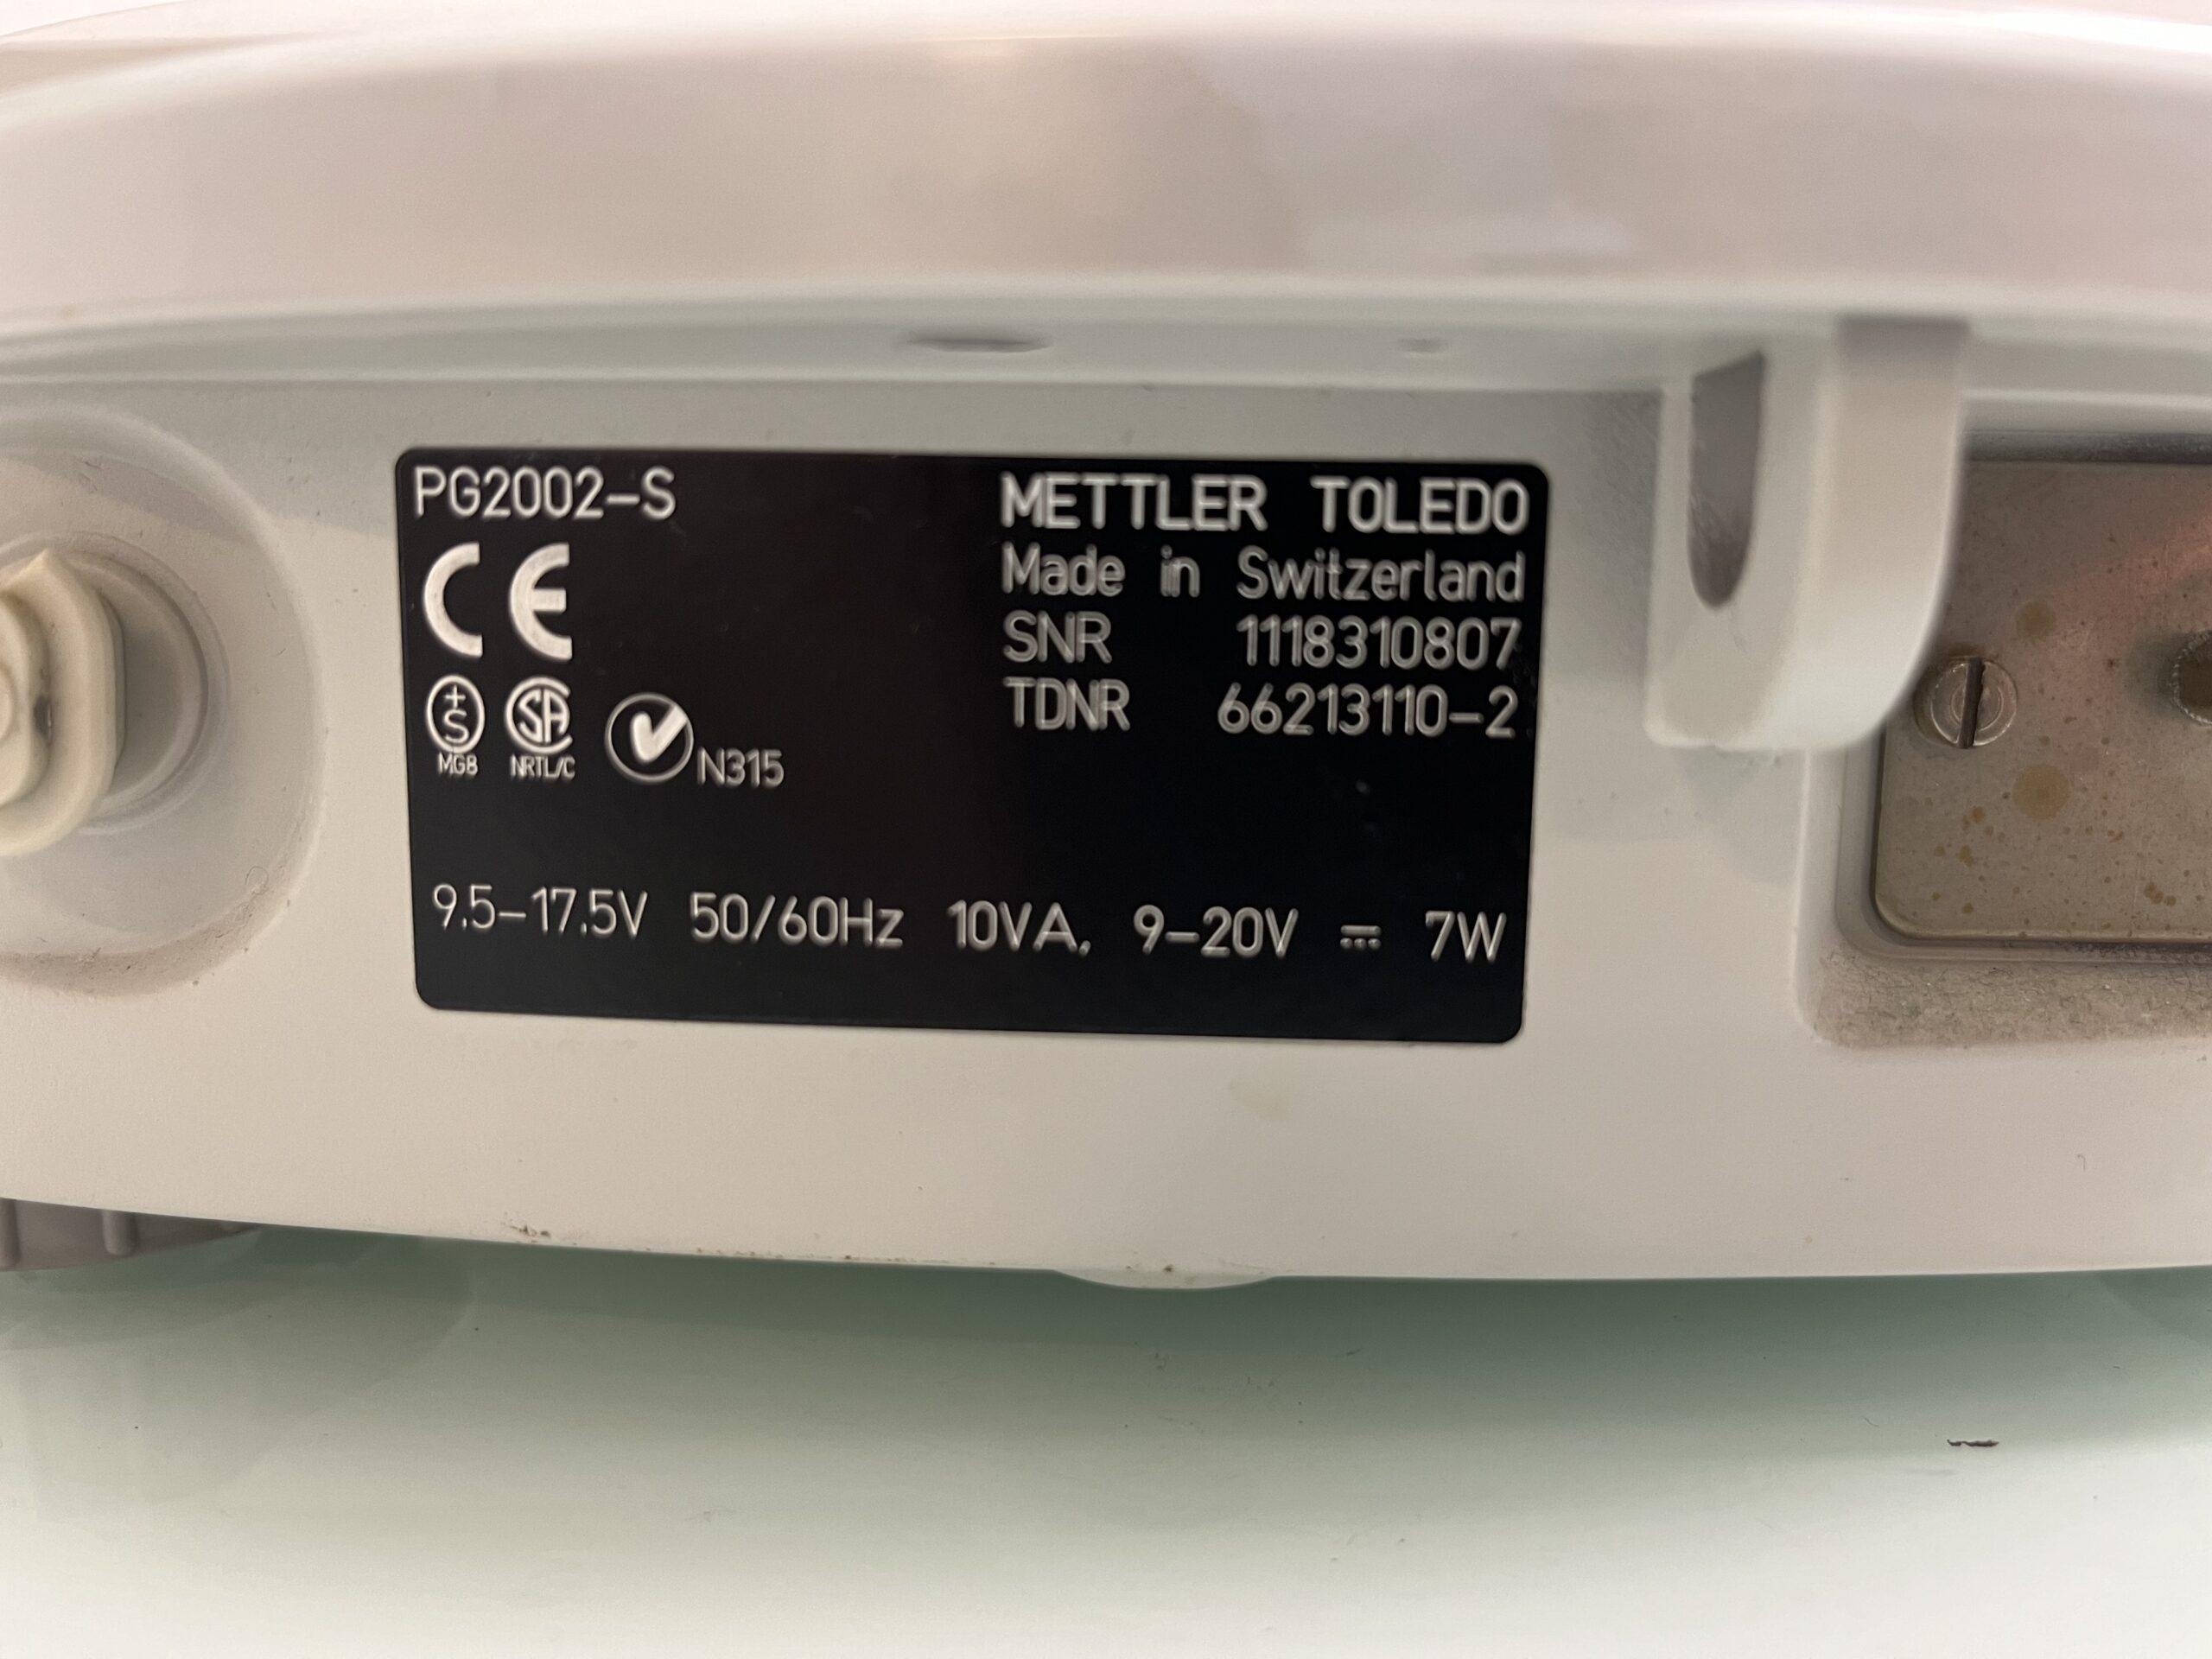 PG2002-S
CE
+S
MGB
SA
NRTL/C
N315
METTLER TOLEDO
Made in Switzerland
SNR 1118310807
TDNR 66213110-2
9.5-17.5V 50/60Hz 10VA, 9-20V ⎓ 7W